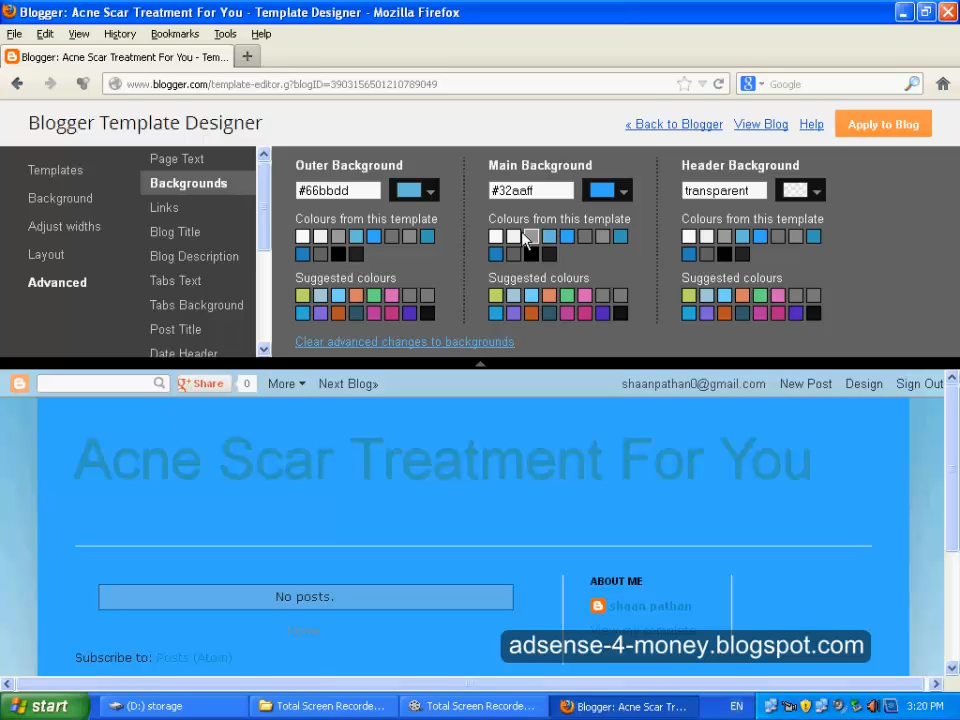 Blogger: Acne Scar Treatment For You - Template Designer - Mozilla Firefox
File Edit View History Bookmarks Tools Help
Blogger: Acne Scar Treatment For You - Tem...
www.blogger.com/template-editor.g?blogID=3903156501210789049
Google
Blogger Template Designer
« Back to Blogger View Blog Help Apply to Blog
Templates
Background
Adjust widths
Layout
Advanced
Page Text
Backgrounds
Links
Blog Title
Blog Description
Tabs Text
Tabs Background
Post Title
Date Header
Outer Background
#66bbdd
Colours from this template
Suggested colours
Main Background
#32aaff
Colours from this template
Suggested colours
Header Background
transparent
Colours from this template
Suggested colours
Clear advanced changes to backgrounds
Share 0 More Next Blog» shaanpathan0@gmail.com New Post Design Sign Out
Acne Scar Treatment For You
No posts.
Home
Subscribe to: Posts (Atom)
ABOUT ME
shaan pathan
adsense-4-money.blogspot.com
start (D:) storage Total Screen Recorde... Total Screen Recorde... Blogger: Acne Scar Tr... EN 3:20 PM